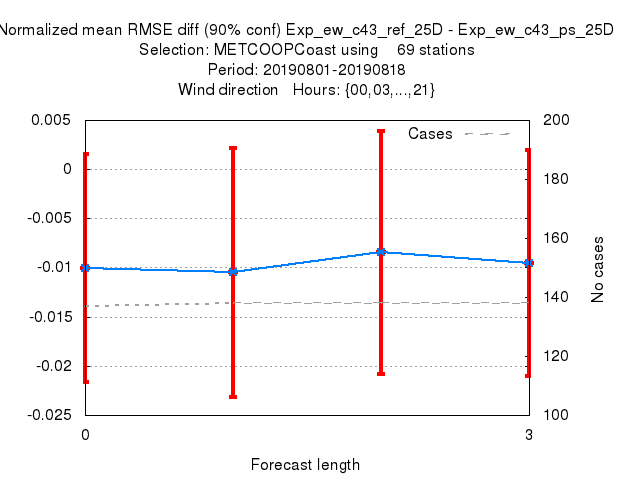 Normalized mean RMSE diff (90% conf) Exp_ew_c43_ref_25D - Exp_ew_c43_ps_25D
Selection: METCOOPCoast using 69 stations
Period: 20190801-20190818
Wind direction Hours: {00,03,...,21}
0.005
0
-0.005
-0.01
-0.015
-0.02
-0.025
Cases
200
180
160
140
120
100
No cases
0
3
Forecast length